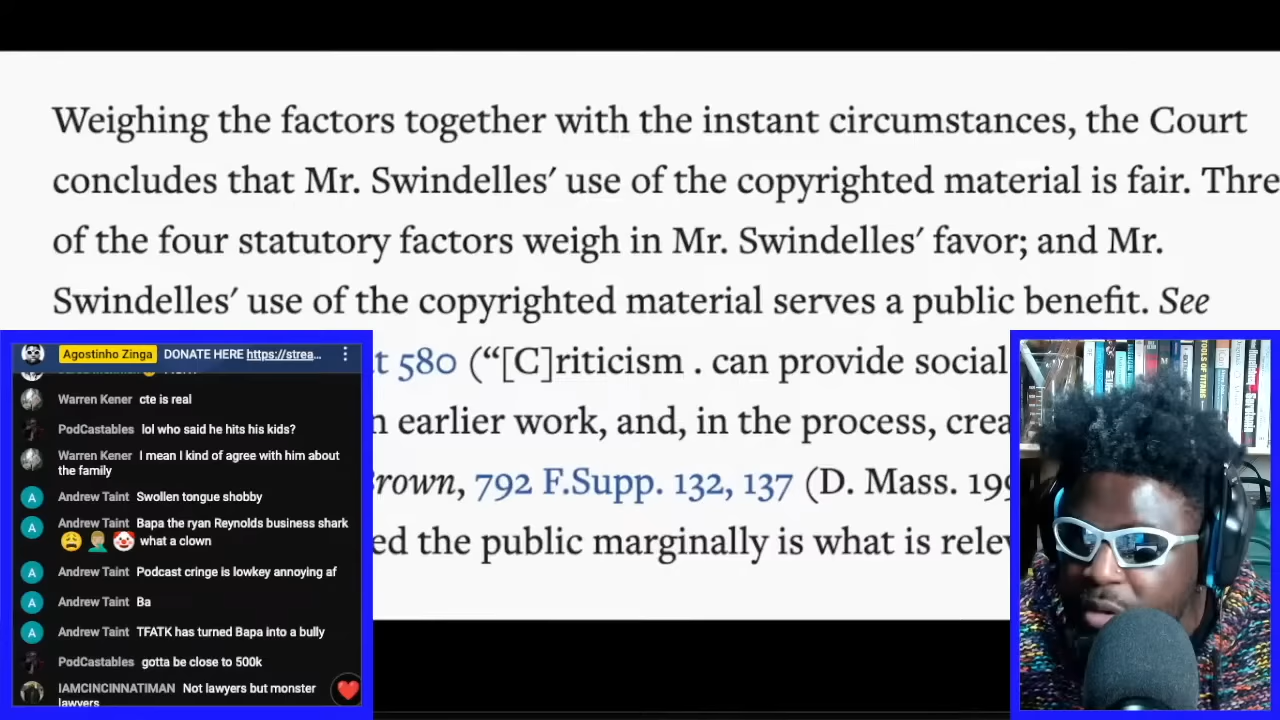 Weighing the factors together with the instant circumstances, the Court
concludes that Mr. Swindelles' use of the copyrighted material is fair. Thre
of the four statutory factors weigh in Mr. Swindelles' favor; and Mr.
Swindelles' use of the copyrighted material serves a public benefit. See
t 580 (“[C]riticism . can provide social
n earlier work, and, in the process, crea
rown, 792 F.Supp. 132, 137 (D. Mass. 199
ed the public marginally is what is relev
Agostinho Zinga DONATE HERE https://strea...
Warren Kener cte is real
PodCastables lol who said he hits his kids?
Warren Kener I mean I kind of agree with him about
the family
A Andrew Taint Swollen tongue shobby
A Andrew Taint Bapa the ryan Reynolds business shark
😩 🤦🏼‍♂️ 🤡 what a clown
A Andrew Taint Podcast cringe is lowkey annoying af
A Andrew Taint Ba
A Andrew Taint TFATK has turned Bapa into a bully
PodCastables gotta be close to 500k
IAMCINCINNATIMAN Not lawyers but monster
lawyers
TOOLS OF TITANS